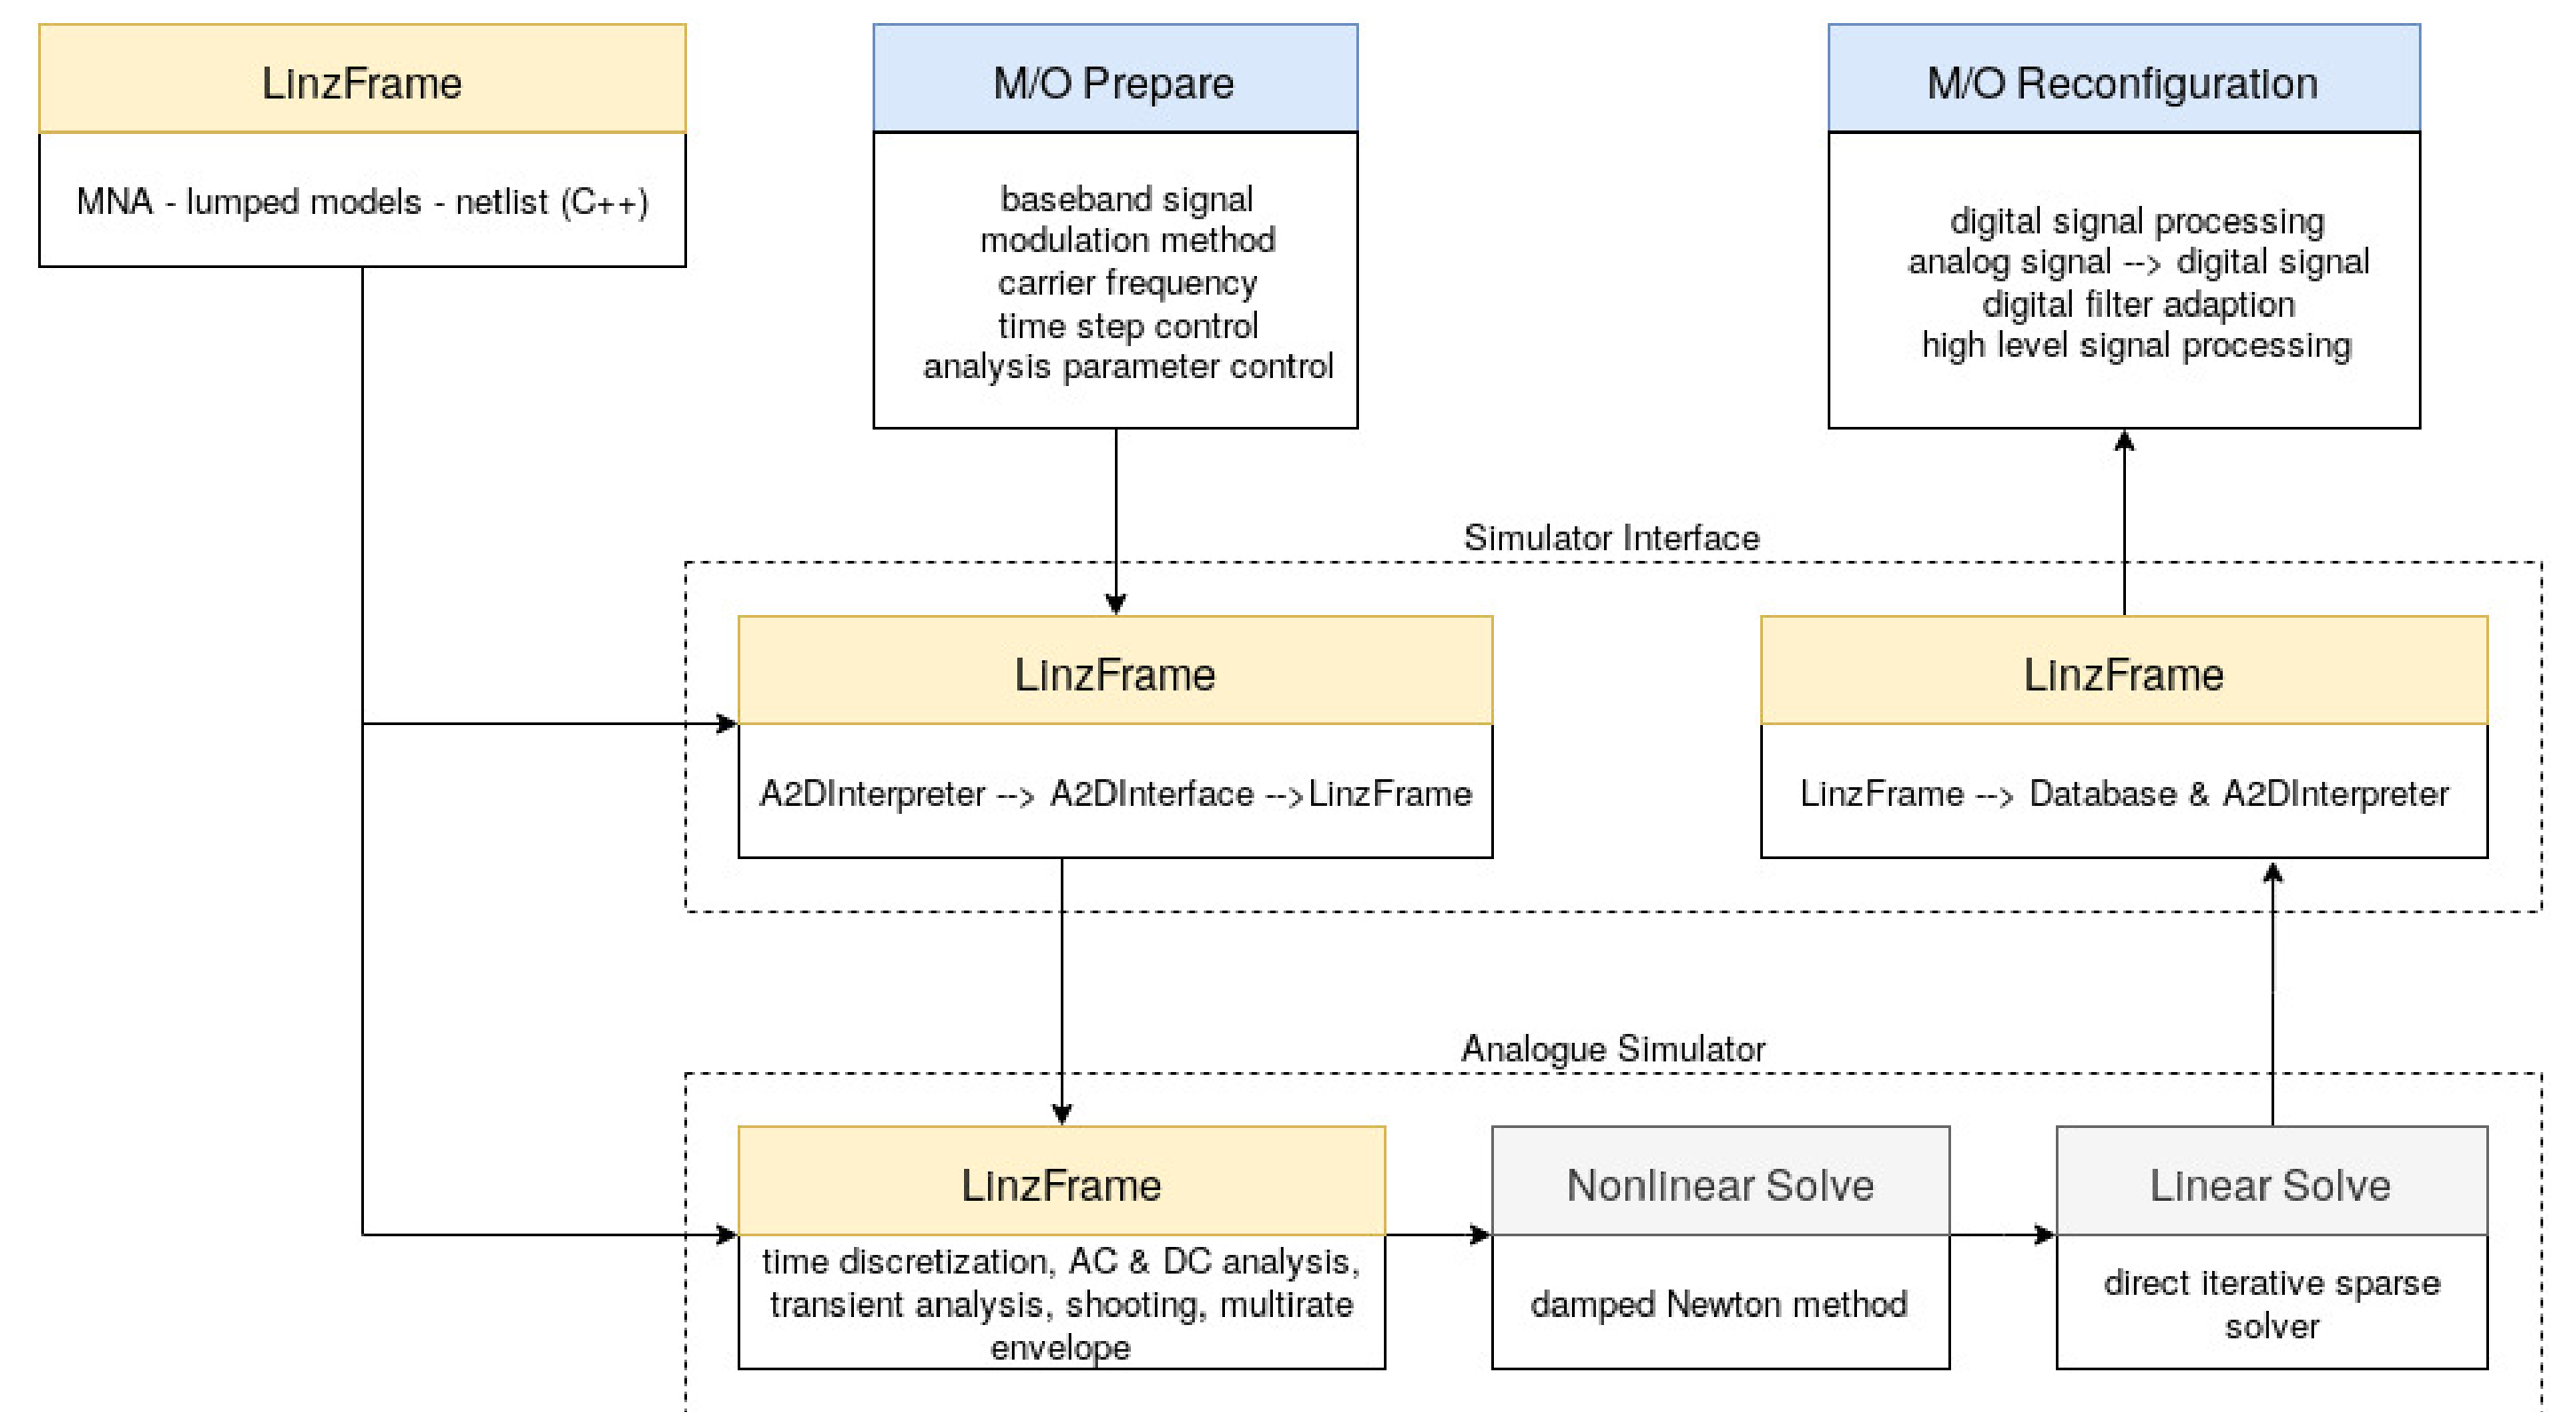 LinzFrame
MNA - lumped models - netlist (C++)
M/O Prepare
baseband signal
modulation method
carrier frequency
time step control
analysis parameter control
M/O Reconfiguration
digital signal processing
analog signal --> digital signal
digital filter adaption
high level signal processing
Simulator Interface
LinzFrame
A2DInterpreter --> A2DInterface -->LinzFrame
LinzFrame
LinzFrame --> Database & A2DInterpreter
Analogue Simulator
LinzFrame
time discretization, AC & DC analysis,
transient analysis, shooting, multirate
envelope
Nonlinear Solve
damped Newton method
Linear Solve
direct iterative sparse
solver